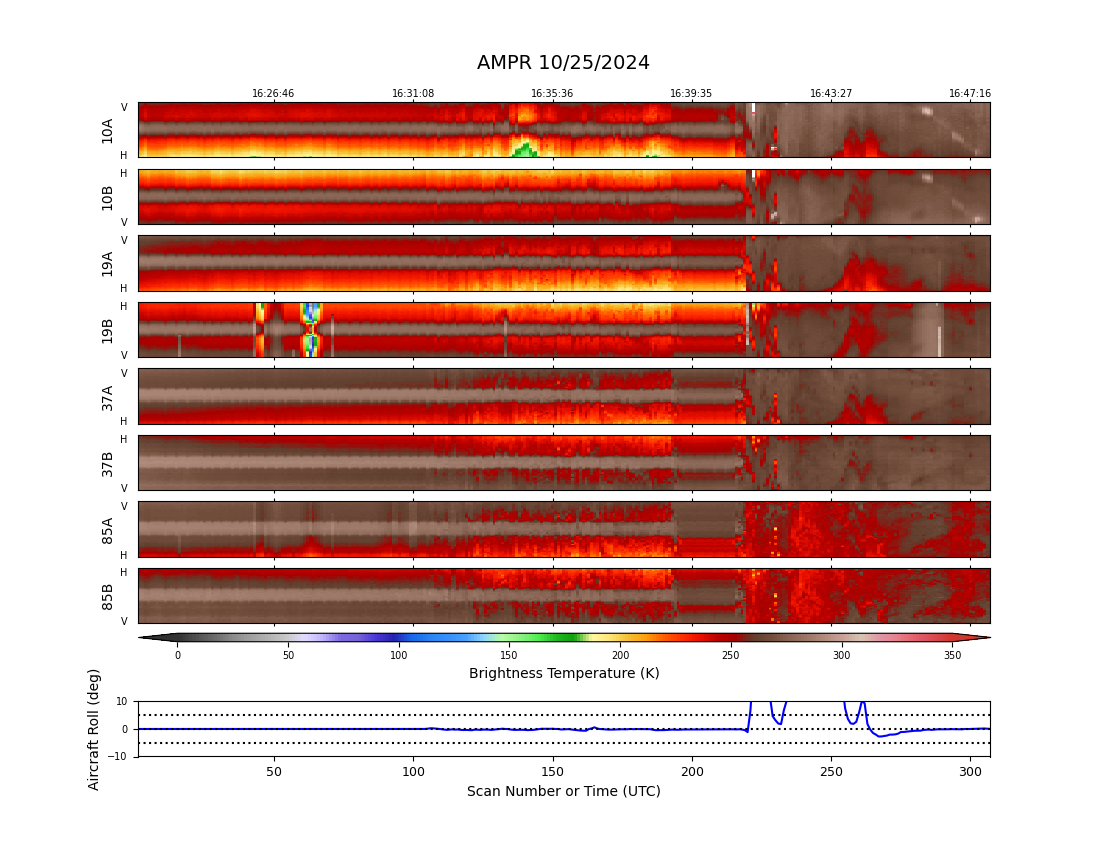 AMPR 10/25/2024
16:26:46 16:31:08 16:35:36 16:39:35 16:43:27 16:47:16
V
10A
H
H
10B
V
V
19A
H
H
19B
V
V
37A
H
H
37B
V
V
85A
H
H
85B
V
0 50 100 150 200 250 300 350
Brightness Temperature (K)
Aircraft Roll (deg)
10
0
−10
50 100 150 200 250 300
Scan Number or Time (UTC)